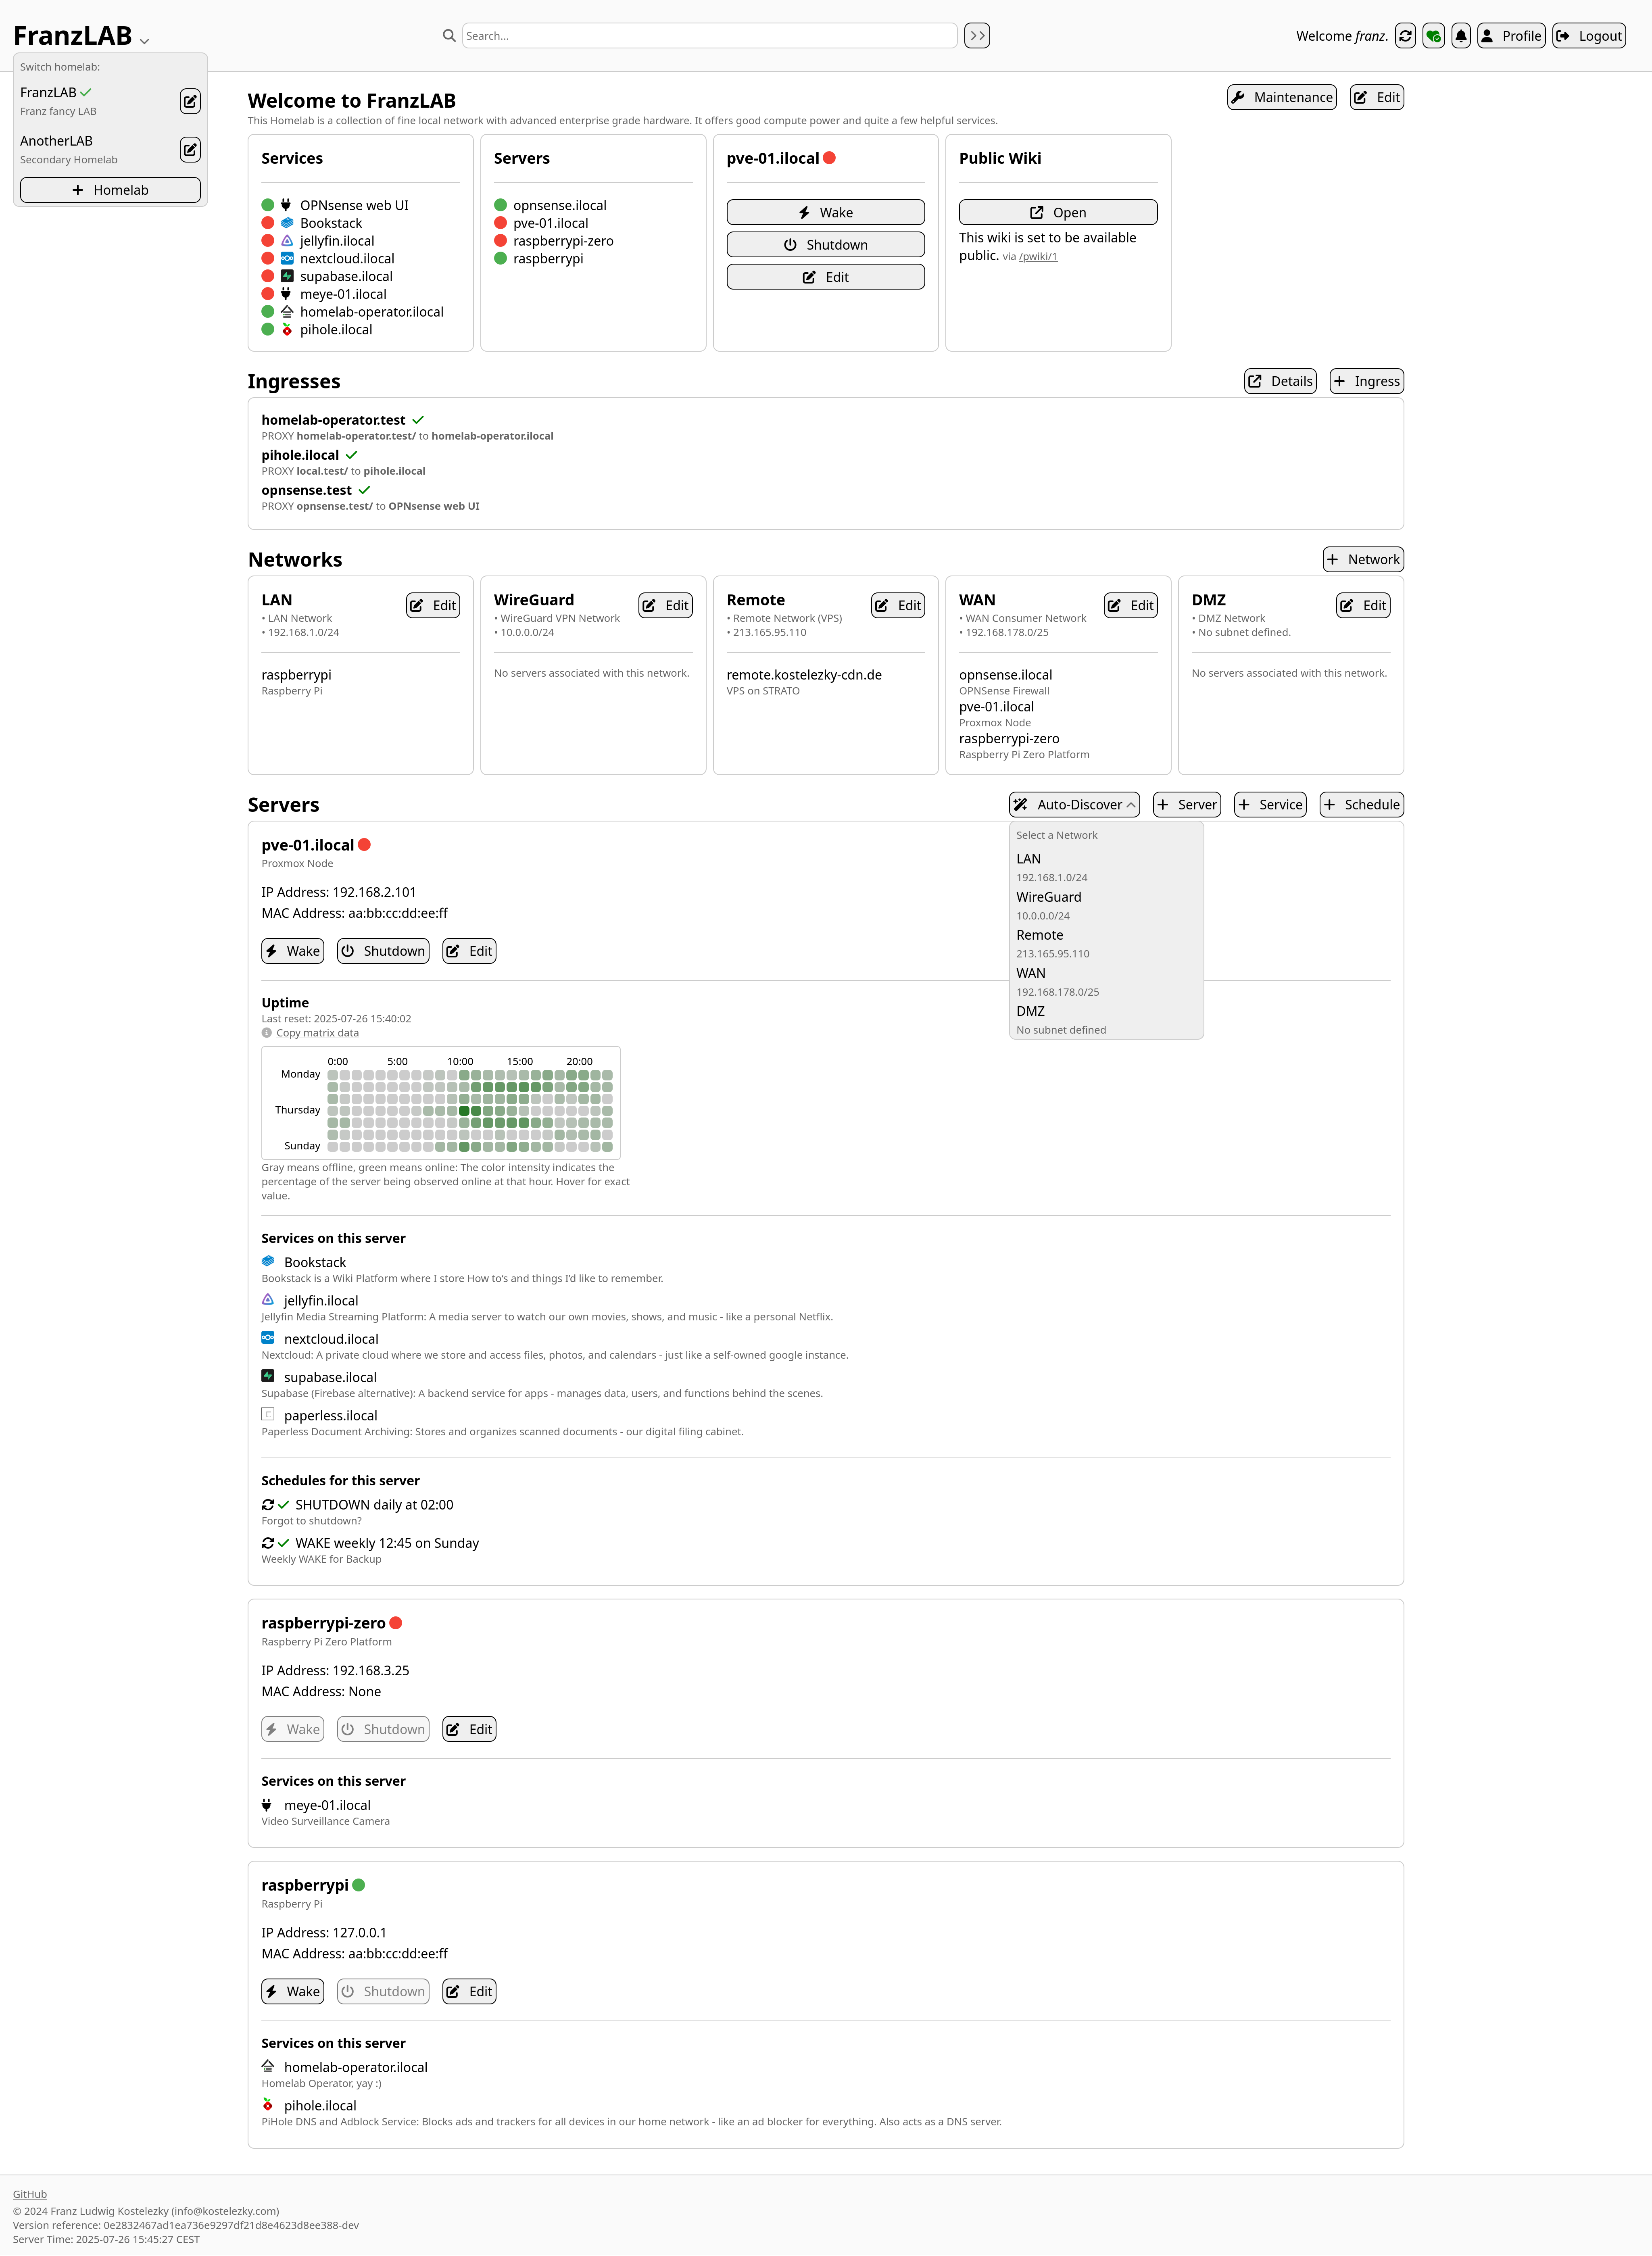 FranzLAB
Search...
Welcome franz.
Profile
Logout
Switch homelab:
FranzLAB
Franz fancy LAB
AnotherLAB
Secondary Homelab
Homelab
Welcome to FranzLAB
Maintenance
Edit
This Homelab is a collection of fine local network with advanced enterprise grade hardware. It offers good compute power and quite a few helpful services.
Services
OPNsense web UI
Bookstack
jellyfin.ilocal
nextcloud.ilocal
supabase.ilocal
meye-01.ilocal
homelab-operator.ilocal
pihole.ilocal
Servers
opnsense.ilocal
pve-01.ilocal
raspberrypi-zero
raspberrypi
pve-01.ilocal
Wake
Shutdown
Edit
Public Wiki
Open
This wiki is set to be available
public. via /pwiki/1
Ingresses
Details
Ingress
homelab-operator.test
PROXY homelab-operator.test/ to homelab-operator.ilocal
pihole.ilocal
PROXY local.test/ to pihole.ilocal
opnsense.test
PROXY opnsense.test/ to OPNsense web UI
Networks
Network
LAN
Edit
• LAN Network
• 192.168.1.0/24
raspberrypi
Raspberry Pi
WireGuard
Edit
• WireGuard VPN Network
• 10.0.0.0/24
No servers associated with this network.
Remote
Edit
• Remote Network (VPS)
• 213.165.95.110
remote.kostelezky-cdn.de
VPS on STRATO
WAN
Edit
• WAN Consumer Network
• 192.168.178.0/25
opnsense.ilocal
OPNSense Firewall
pve-01.ilocal
Proxmox Node
raspberrypi-zero
Raspberry Pi Zero Platform
DMZ
Edit
• DMZ Network
• No subnet defined.
No servers associated with this network.
Servers
Auto-Discover
Server
Service
Schedule
Select a Network
LAN
192.168.1.0/24
WireGuard
10.0.0.0/24
Remote
213.165.95.110
WAN
192.168.178.0/25
DMZ
No subnet defined
pve-01.ilocal
Proxmox Node
IP Address: 192.168.2.101
MAC Address: aa:bb:cc:dd:ee:ff
Wake
Shutdown
Edit
Uptime
Last reset: 2025-07-26 15:40:02
Copy matrix data
0:00 5:00 10:00 15:00 20:00
Monday
Thursday
Sunday
Gray means offline, green means online: The color intensity indicates the
percentage of the server being observed online at that hour. Hover for exact
value.
Services on this server
Bookstack
Bookstack is a Wiki Platform where I store How to's and things I'd like to remember.
jellyfin.ilocal
Jellyfin Media Streaming Platform: A media server to watch our own movies, shows, and music - like a personal Netflix.
nextcloud.ilocal
Nextcloud: A private cloud where we store and access files, photos, and calendars - just like a self-owned google instance.
supabase.ilocal
Supabase (Firebase alternative): A backend service for apps - manages data, users, and functions behind the scenes.
paperless.ilocal
Paperless Document Archiving: Stores and organizes scanned documents - our digital filing cabinet.
Schedules for this server
SHUTDOWN daily at 02:00
Forgot to shutdown?
WAKE weekly 12:45 on Sunday
Weekly WAKE for Backup
raspberrypi-zero
Raspberry Pi Zero Platform
IP Address: 192.168.3.25
MAC Address: None
Wake
Shutdown
Edit
Services on this server
meye-01.ilocal
Video Surveillance Camera
raspberrypi
Raspberry Pi
IP Address: 127.0.0.1
MAC Address: aa:bb:cc:dd:ee:ff
Wake
Shutdown
Edit
Services on this server
homelab-operator.ilocal
Homelab Operator, yay :)
pihole.ilocal
PiHole DNS and Adblock Service: Blocks ads and trackers for all devices in our home network - like an ad blocker for everything. Also acts as a DNS server.
GitHub
© 2024 Franz Ludwig Kostelezky (info@kostelezky.com)
Version reference: 0e2832467ad1ea736e9297df21d8e4623d8ee388-dev
Server Time: 2025-07-26 15:45:27 CEST